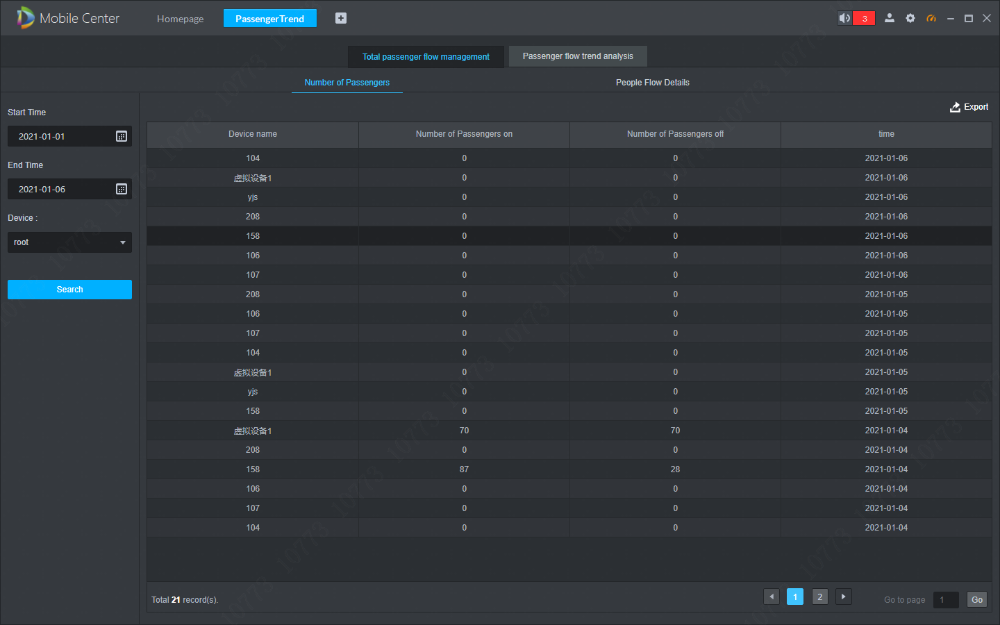 Mobile Center
Homepage
PassengerTrend
3
Total passenger flow management
Passenger flow trend analysis
Number of Passengers
People Flow Details
Start Time
2021-01-01
End Time
2021-01-06
Device :
root
Search
Export
Device name Number of Passengers on Number of Passengers off time
104 0 0 2021-01-06
虚拟设备1 0 0 2021-01-06
yjs 0 0 2021-01-06
208 0 0 2021-01-06
158 0 0 2021-01-06
106 0 0 2021-01-06
107 0 0 2021-01-06
208 0 0 2021-01-05
106 0 0 2021-01-05
107 0 0 2021-01-05
104 0 0 2021-01-05
虚拟设备1 0 0 2021-01-05
yjs 0 0 2021-01-05
158 0 0 2021-01-05
虚拟设备1 70 70 2021-01-04
208 0 0 2021-01-04
158 87 28 2021-01-04
106 0 0 2021-01-04
107 0 0 2021-01-04
104 0 0 2021-01-04
Total 21 record(s).
1 2
Go to page 1 Go
10773 10773 10773 10773 10773 10773